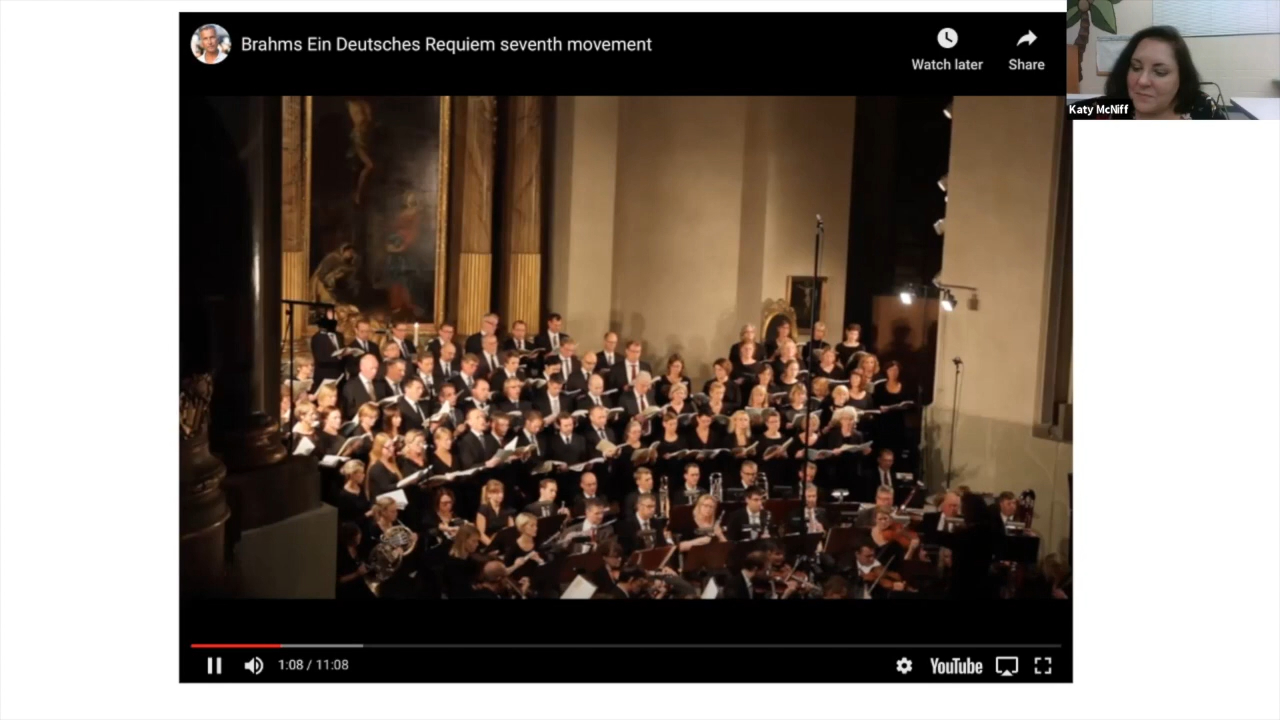 Brahms Ein Deutsches Requiem seventh movement
Watch later
Share
Katy McNiff
1:08 / 11:08
YouTube